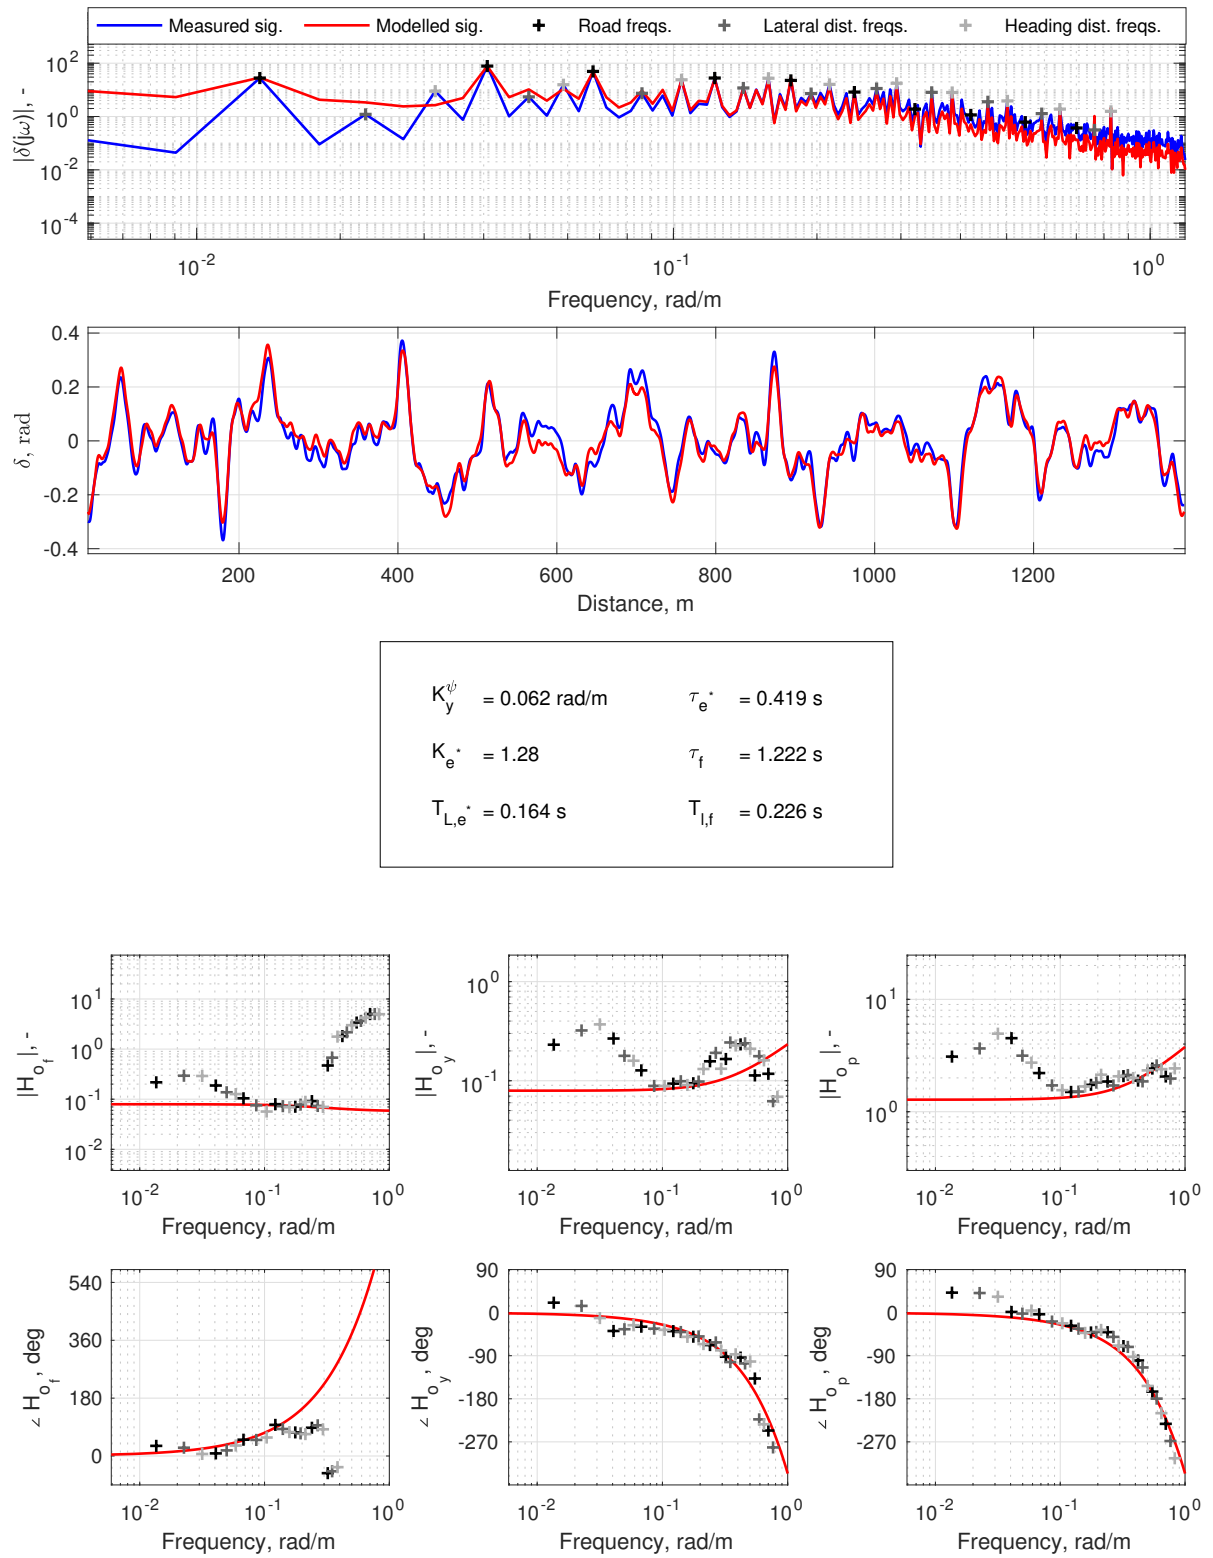 Measured sig. Modelled sig. Road freqs. Lateral dist. freqs. Heading dist. freqs.
|δ(jω)|, -
10^2
10^0
10^-2
10^-4
10^-2 10^-1 10^0
Frequency, rad/m
δ, rad
0.4
0.2
0
-0.2
-0.4
200 400 600 800 1000 1200
Distance, m
K_y^ψ = 0.062 rad/m τ_e* = 0.419 s
K_e* = 1.28 τ_f = 1.222 s
T_L,e* = 0.164 s T_l,f = 0.226 s
|H_o_f|, -
10^1
10^0
10^-1
10^-2
10^-2 10^-1 10^0
Frequency, rad/m
|H_o_y|, -
10^0
10^-1
10^-2 10^-1 10^0
Frequency, rad/m
|H_o_p|, -
10^1
10^0
10^-2 10^-1 10^0
Frequency, rad/m
∠ H_o_f, deg
540
360
180
0
10^-2 10^-1 10^0
Frequency, rad/m
∠ H_o_y, deg
90
0
-90
-180
-270
10^-2 10^-1 10^0
Frequency, rad/m
∠ H_o_p, deg
90
0
-90
-180
-270
10^-2 10^-1 10^0
Frequency, rad/m